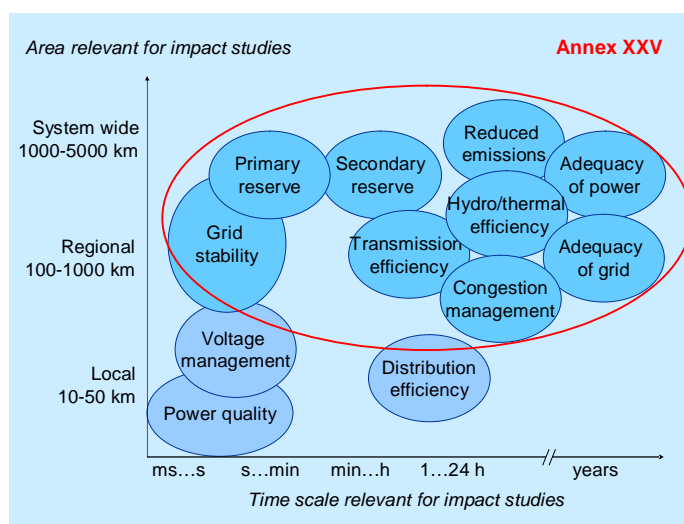 Area relevant for impact studies
Annex XXV
System wide
1000-5000 km
Regional
100-1000 km
Local
10-50 km
Primary
reserve
Secondary
reserve
Reduced
emissions
Adequacy
of power
Hydro/thermal
efficiency
Grid
stability
Transmission
efficiency
Adequacy
of grid
Congestion
management
Voltage
management
Distribution
efficiency
Power quality
ms...s
s...min
min...h
1...24 h
years
Time scale relevant for impact studies